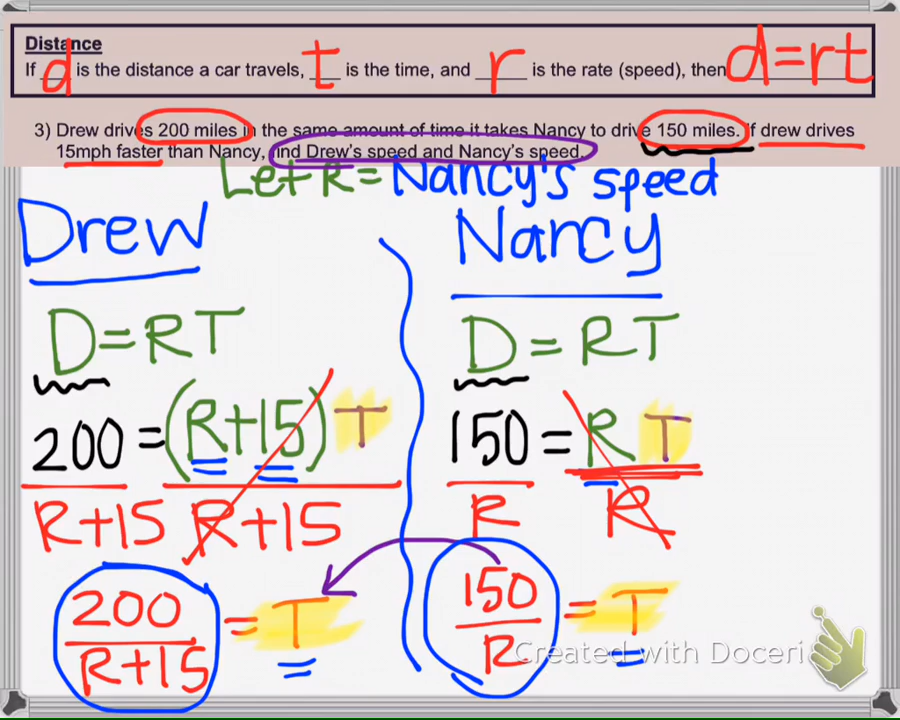 Distance
If d is the distance a car travels, t is the time, and r is the rate (speed), then d=rt
3) Drew drives 200 miles in the same amount of time it takes Nancy to drive 150 miles. If drew drives
15mph faster than Nancy, find Drew's speed and Nancy's speed.
Let R = Nancy's speed
Drew
D=RT
200=(R+15)T
R+15 R+15
200
R+15
=T
Nancy
D=RT
150=RT
R R
150
R
=T
Created with Doceri